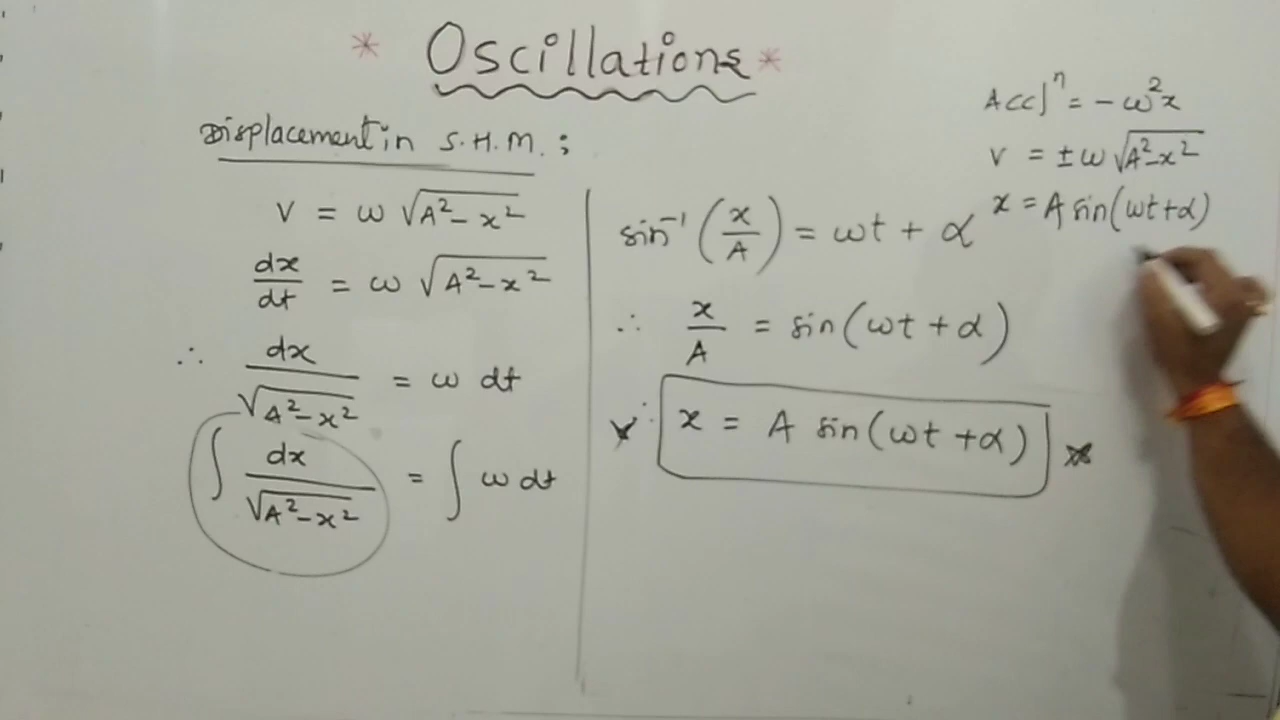 * Oscillations *
Displacement in S.H.M. :
v = ω √A²-x²
dx/dt = ω √A²-x²
∴ dx/√A²-x² = ω dt
∫ dx/√A²-x² = ∫ ω dt
sin⁻¹(x/A) = ωt + α
∴ x/A = sin(ωt + α)
∴ x = A sin(ωt + α)
Accⁿ = -ω²x
v = ±ω √A²-x²
x = A sin(ωt+α)